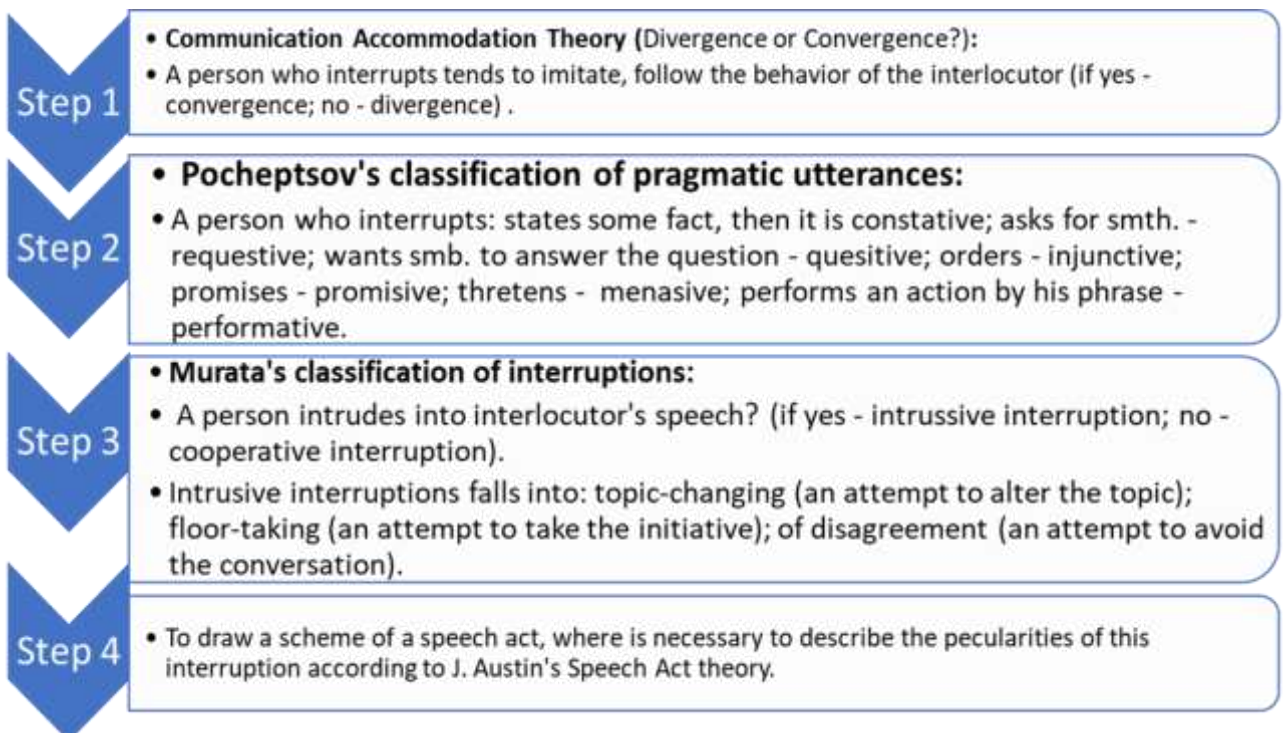 Step 1
• Communication Accommodation Theory (Divergence or Convergence?):
• A person who interrupts tends to imitate, follow the behavior of the interlocutor (if yes -
convergence; no - divergence) .
Step 2
• Pocheptsov's classification of pragmatic utterances:
• A person who interrupts: states some fact, then it is constative; asks for smth. -
requestive; wants smb. to answer the question - quesitive; orders - injunctive;
promises - promisive; thretens - menasive; performs an action by his phrase -
performative.
Step 3
• Murata's classification of interruptions:
• A person intrudes into interlocutor's speech? (if yes - intrussive interruption; no -
cooperative interruption).
• Intrusive interruptions falls into: topic-changing (an attempt to alter the topic);
floor-taking (an attempt to take the initiative); of disagreement (an attempt to avoid
the conversation).
Step 4
• To draw a scheme of a speech act, where is necessary to describe the pecularities of this
interruption according to J. Austin's Speech Act theory.